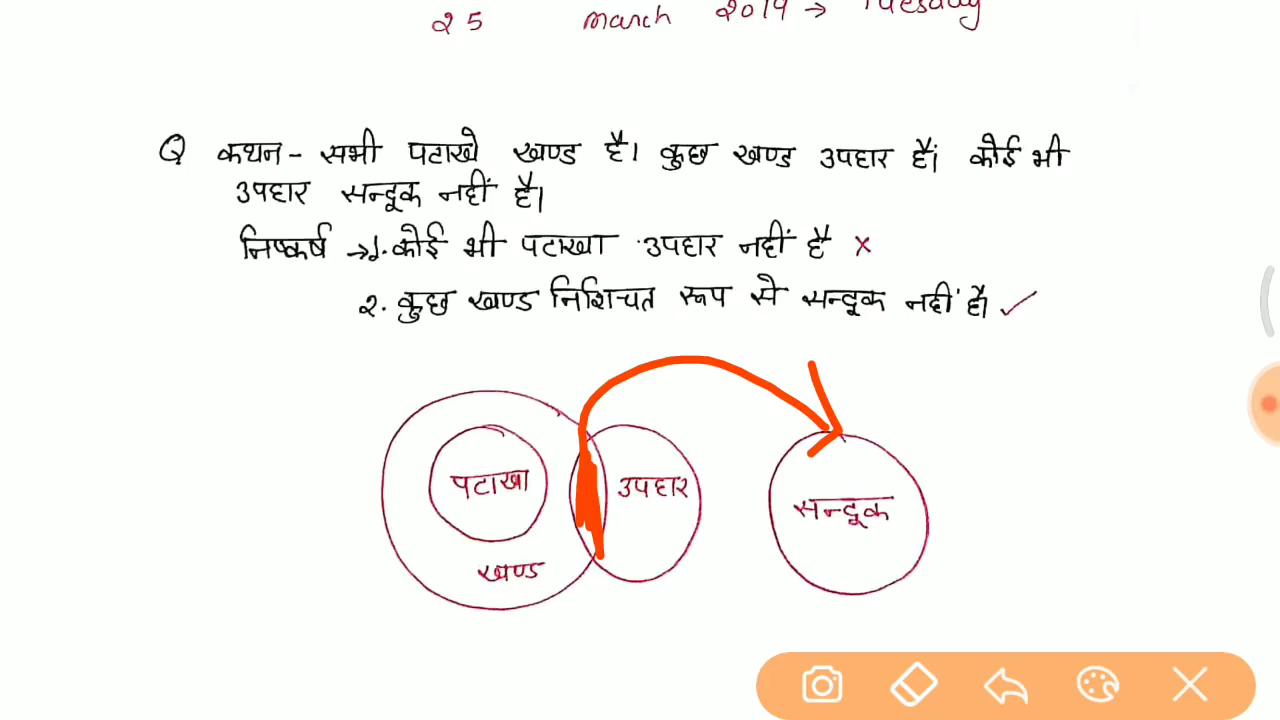 25 March 2019 → Tuesday
Q कथन - सभी पटाखे खण्ड है। कुछ खण्ड उपहार हैं। कोई भी
उपहार सन्दूक नहीं है।
निष्कर्ष → 1. कोई भी पटाखा उपहार नहीं है ×
2. कुछ खण्ड निश्चित रूप से सन्दूक नहीं है। ✓
पटाखा
उपहार
सन्दूक
खण्ड